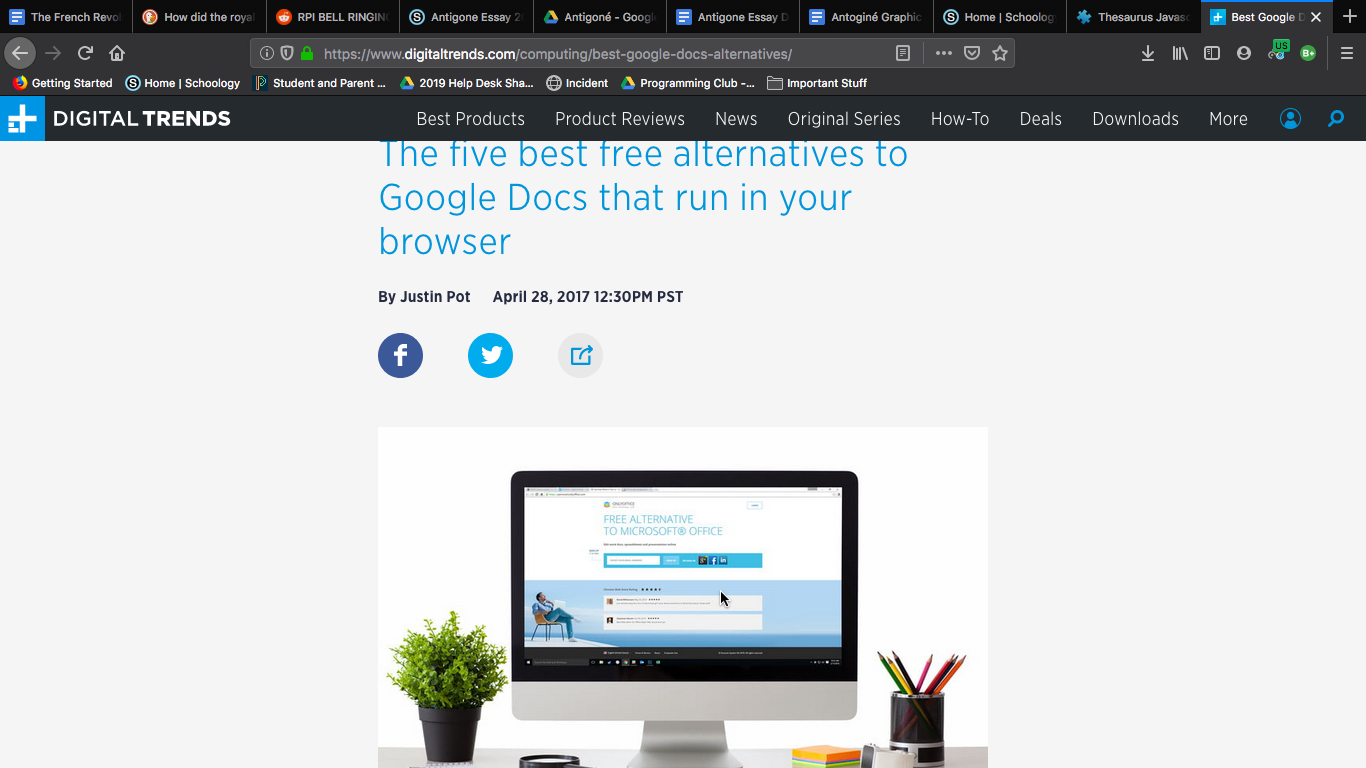 The French Revol
How did the royal
RPI BELL RINGING
Antigone Essay 2
Antigoné - Google
Antigone Essay D
Antoginé Graphic
Home | Schoology
Thesaurus Javasc
Best Google D
https://www.digitaltrends.com/computing/best-google-docs-alternatives/
US
B+
Getting Started
Home | Schoology
Student and Parent ...
2019 Help Desk Sha...
Incident
Programming Club -...
Important Stuff
DIGITAL TRENDS
Best Products
Product Reviews
News
Original Series
How-To
Deals
Downloads
More
The five best free alternatives to
Google Docs that run in your
browser
By Justin Pot April 28, 2017 12:30PM PST
ONLYOFFICE
FREE ALTERNATIVE
TO MICROSOFT® OFFICE